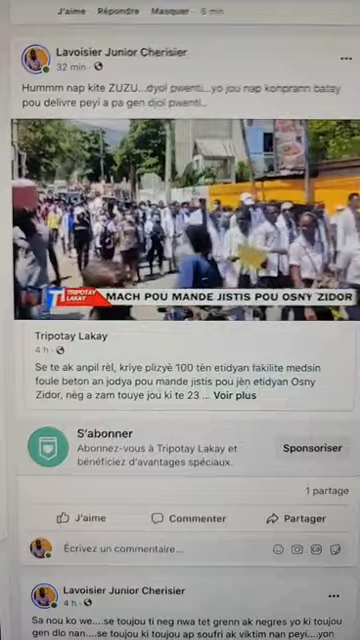 J'aime Répondre Masquer 6 min
Lavoisier Junior Cherisier
32 min
Hummm nap kite ZUZU...djol pwenti...yo jou nap konprann batay
pou delivre peyi a pa gen djol pwenti..
TRIPOTAY
LAKAY
MACH POU MANDE JISTIS POU OSNY ZIDOR
Tripotay Lakay
4 h
Se te ak anpil rèl, kriye plizyè 100 tèn etidyan fakilite medsin
foule beton an jodya pou mande jistis pou jèn etidyan Osny
Zidor, nèg a zam touye jou ki te 23 ... Voir plus
S'abonner
Abonnez-vous à Tripotay Lakay et
bénéficiez d'avantages spéciaux.
Sponsoriser
1 partage
J'aime Commenter Partager
Écrivez un commentaire...
Lavoisier Junior Cherisier
4 h
Sa nou ko we....se toujou ti neg nwa tet grenn ak negres yo ki toujou
gen dlo nan....se toujou ki toujou ap soufri ak viktim nan peyi....yon